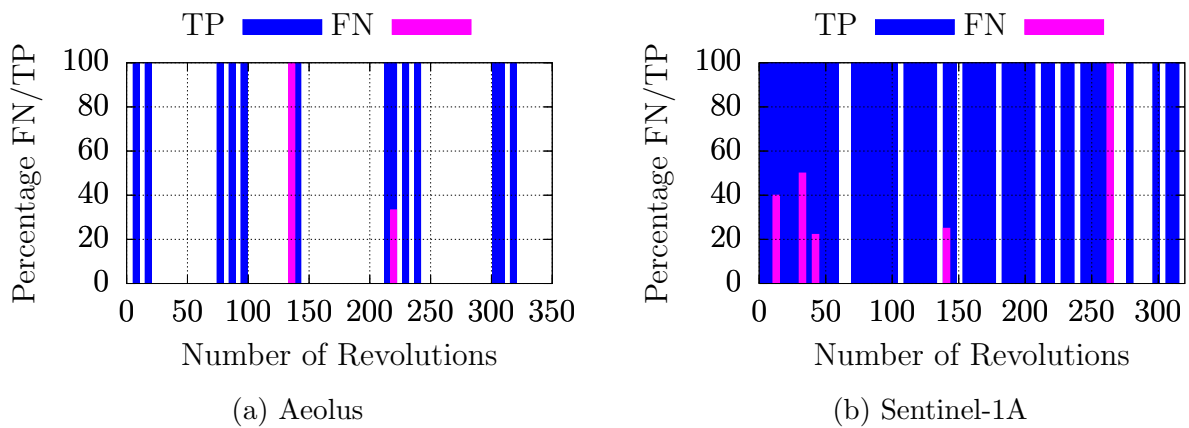 TP FN
Percentage FN/TP
100
80
60
40
20
0
0 50 100 150 200 250 300 350
Number of Revolutions
(a) Aeolus
TP FN
Percentage FN/TP
100
80
60
40
20
0
0 50 100 150 200 250 300
Number of Revolutions
(b) Sentinel-1A